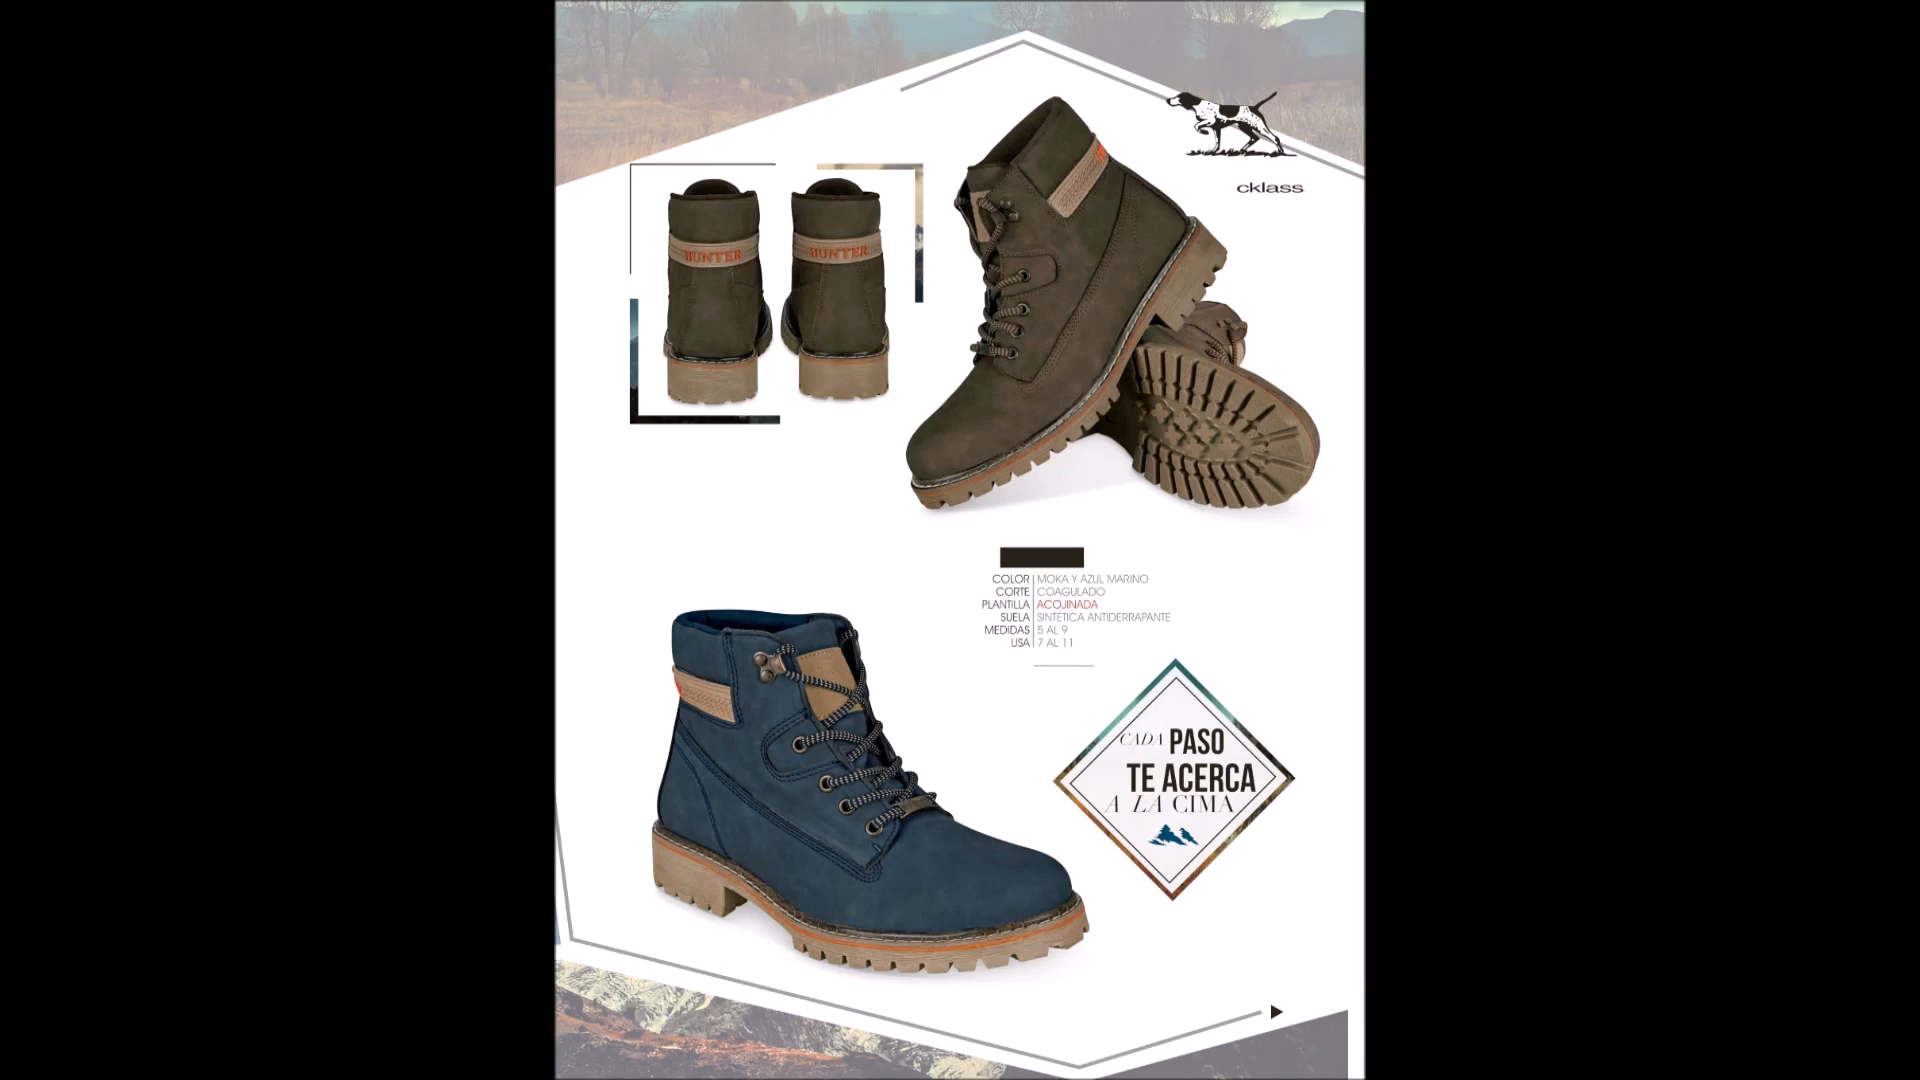 cklass
HUNTER HUNTER
COLOR MOKA Y AZUL MARINO
CORTE COAGULADO
PLANTILLA ACOJINADA
SUELA SINTÉTICA ANTIDERRAPANTE
MEDIDAS 5 AL 9
USA 7 AL 11
CADA PASO
TE ACERCA
A LA CIMA